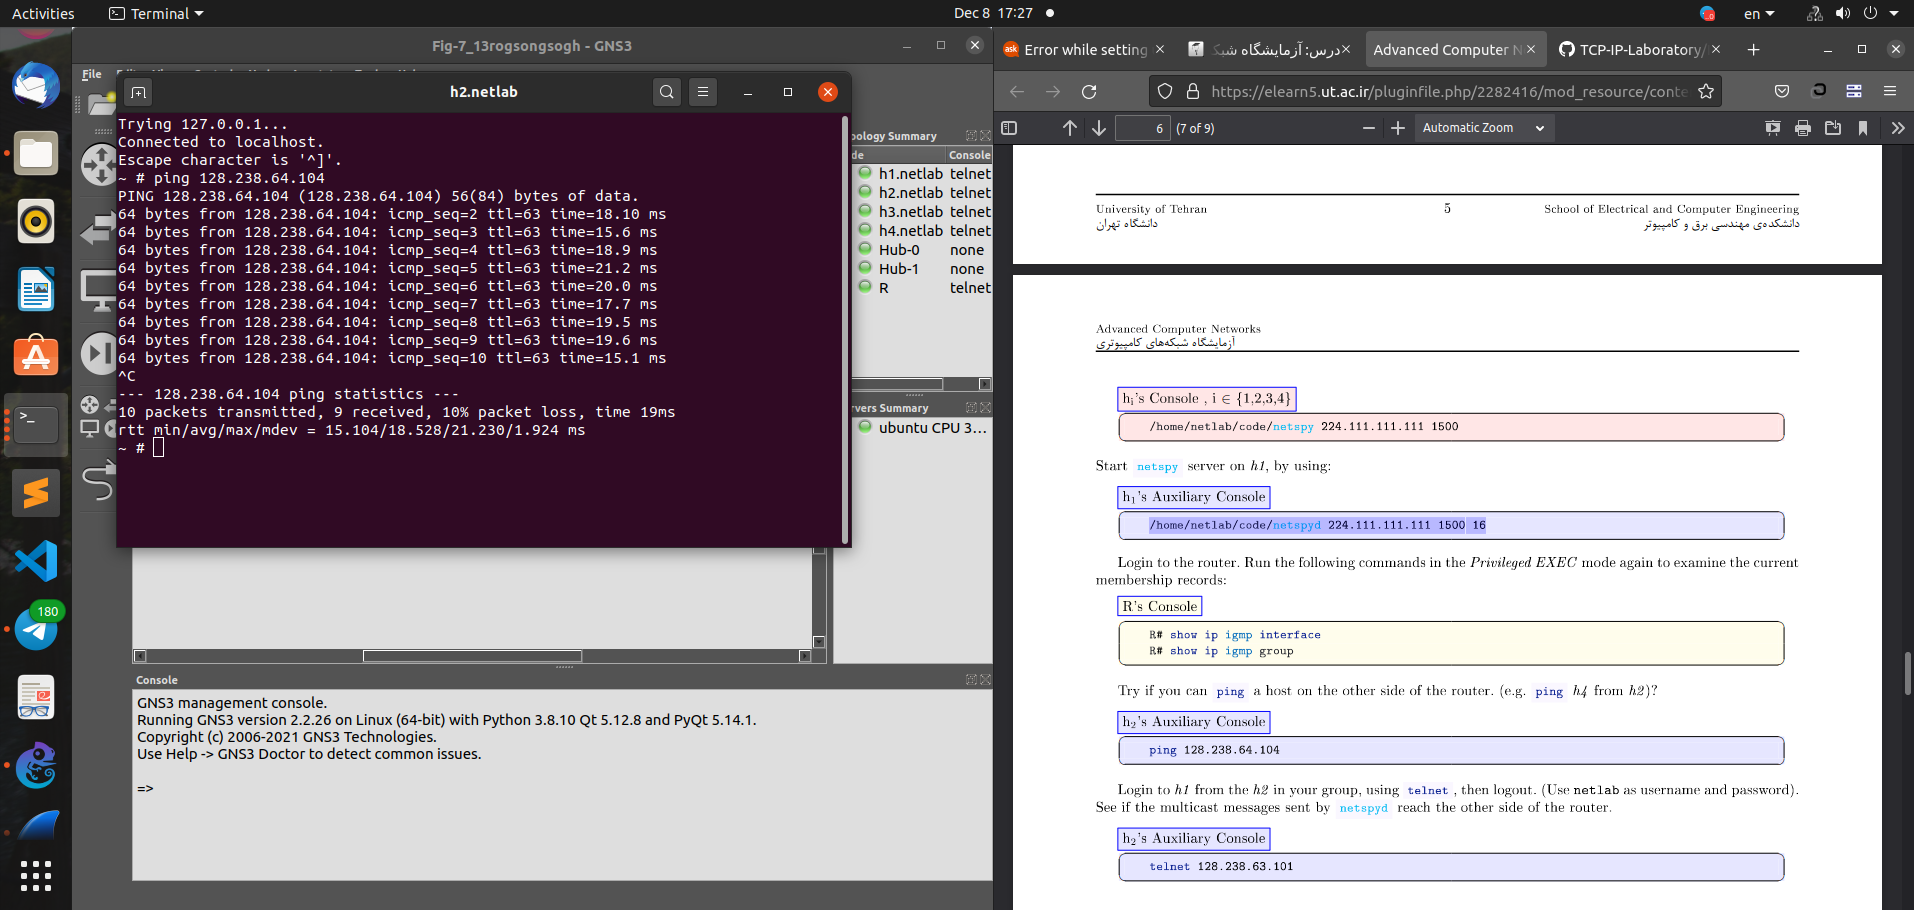 Activities
Terminal
Dec 8 17:27
en
Fig-7_13rogsongsogh - GNS3
File
h2.netlab
Trying 127.0.0.1...
Connected to localhost.
Escape character is '^]'.
~ # ping 128.238.64.104
PING 128.238.64.104 (128.238.64.104) 56(84) bytes of data.
64 bytes from 128.238.64.104: icmp_seq=2 ttl=63 time=18.10 ms
64 bytes from 128.238.64.104: icmp_seq=3 ttl=63 time=15.6 ms
64 bytes from 128.238.64.104: icmp_seq=4 ttl=63 time=18.9 ms
64 bytes from 128.238.64.104: icmp_seq=5 ttl=63 time=21.2 ms
64 bytes from 128.238.64.104: icmp_seq=6 ttl=63 time=20.0 ms
64 bytes from 128.238.64.104: icmp_seq=7 ttl=63 time=17.7 ms
64 bytes from 128.238.64.104: icmp_seq=8 ttl=63 time=19.5 ms
64 bytes from 128.238.64.104: icmp_seq=9 ttl=63 time=19.6 ms
64 bytes from 128.238.64.104: icmp_seq=10 ttl=63 time=15.1 ms
^C
--- 128.238.64.104 ping statistics ---
10 packets transmitted, 9 received, 10% packet loss, time 19ms
rtt min/avg/max/mdev = 15.104/18.528/21.230/1.924 ms
~ #
pology Summary
de Console
h1.netlab telnet
h2.netlab telnet
h3.netlab telnet
h4.netlab telnet
Hub-0 none
Hub-1 none
R telnet
rvers Summary
ubuntu CPU 3...
180
Console
GNS3 management console.
Running GNS3 version 2.2.26 on Linux (64-bit) with Python 3.8.10 Qt 5.12.8 and PyQt 5.14.1.
Copyright (c) 2006-2021 GNS3 Technologies.
Use Help -> GNS3 Doctor to detect common issues.
=>
ask Error while setting
درس: آزمایشگاه شبک
Advanced Computer N
TCP-IP-Laboratory/
https://elearn5.ut.ac.ir/pluginfile.php/2282416/mod_resource/conte
6 (7 of 9)
Automatic Zoom
University of Tehran 5 School of Electrical and Computer Engineering
دانشگاه تهران دانشکده‌ی مهندسی برق و کامپیوتر
Advanced Computer Networks
آزمایشگاه شبکه‌های کامپیوتری
hi's Console , i ∈ {1,2,3,4}
/home/netlab/code/netspy 224.111.111.111 1500
Start netspy server on h1, by using:
h1's Auxiliary Console
/home/netlab/code/netspyd 224.111.111.111 1500 16
Login to the router. Run the following commands in the Privileged EXEC mode again to examine the current
membership records:
R's Console
R# show ip igmp interface
R# show ip igmp group
Try if you can ping a host on the other side of the router. (e.g. ping h4 from h2)?
h2's Auxiliary Console
ping 128.238.64.104
Login to h1 from the h2 in your group, using telnet , then logout. (Use netlab as username and password).
See if the multicast messages sent by netspyd reach the other side of the router.
h2's Auxiliary Console
telnet 128.238.63.101